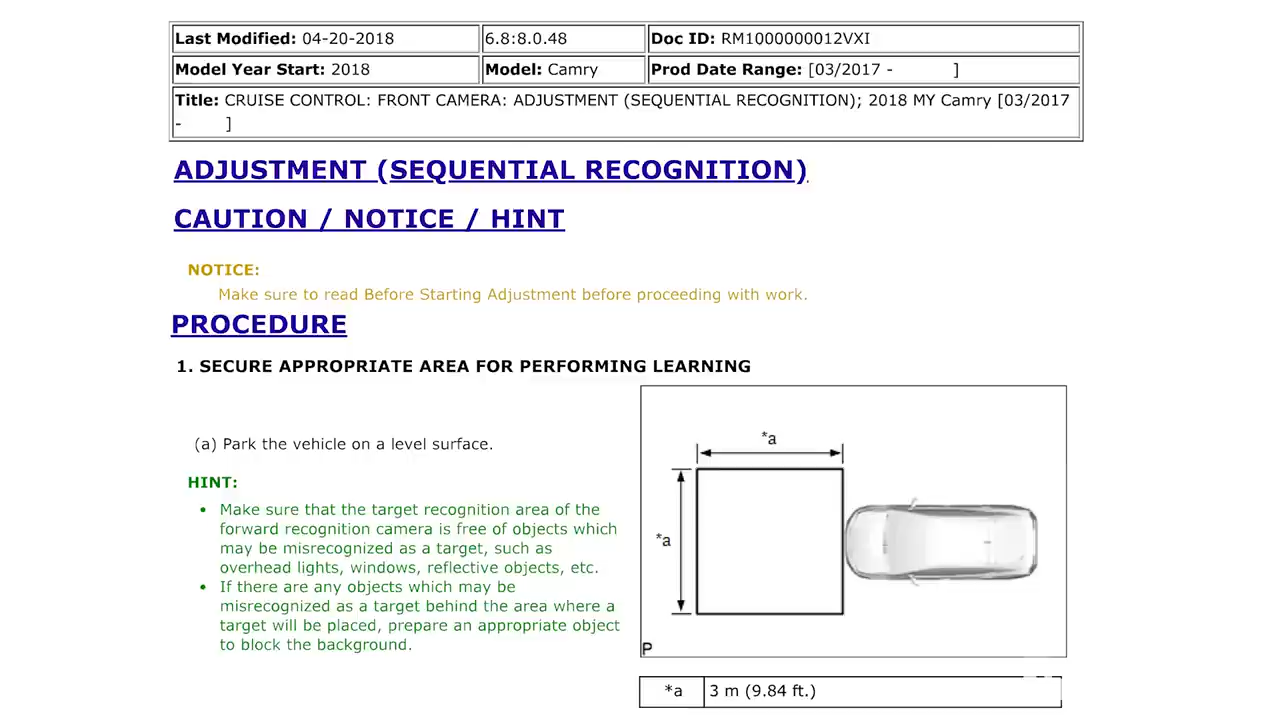 Last Modified: 04-20-2018 6.8:8.0.48 Doc ID: RM1000000012VXI
Model Year Start: 2018 Model: Camry Prod Date Range: [03/2017 - ]
Title: CRUISE CONTROL: FRONT CAMERA: ADJUSTMENT (SEQUENTIAL RECOGNITION); 2018 MY Camry [03/2017
- ]
ADJUSTMENT (SEQUENTIAL RECOGNITION)
CAUTION / NOTICE / HINT
NOTICE:
Make sure to read Before Starting Adjustment before proceeding with work.
PROCEDURE
1. SECURE APPROPRIATE AREA FOR PERFORMING LEARNING
(a) Park the vehicle on a level surface.
HINT:
• Make sure that the target recognition area of the
forward recognition camera is free of objects which
may be misrecognized as a target, such as
overhead lights, windows, reflective objects, etc.
• If there are any objects which may be
misrecognized as a target behind the area where a
target will be placed, prepare an appropriate object
to block the background.
*a
*a
P
*a 3 m (9.84 ft.)